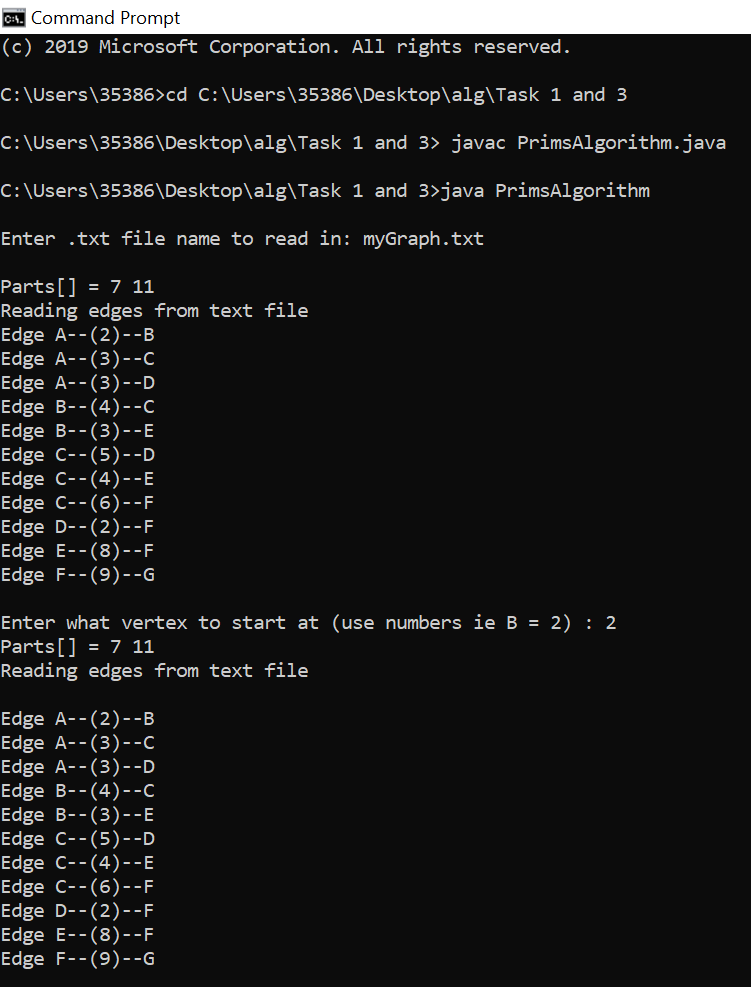 Command Prompt
(c) 2019 Microsoft Corporation. All rights reserved.
C:\Users\35386>cd C:\Users\35386\Desktop\alg\Task 1 and 3
C:\Users\35386\Desktop\alg\Task 1 and 3> javac PrimsAlgorithm.java
C:\Users\35386\Desktop\alg\Task 1 and 3>java PrimsAlgorithm
Enter .txt file name to read in: myGraph.txt
Parts[] = 7 11
Reading edges from text file
Edge A--(2)--B
Edge A--(3)--C
Edge A--(3)--D
Edge B--(4)--C
Edge B--(3)--E
Edge C--(5)--D
Edge C--(4)--E
Edge C--(6)--F
Edge D--(2)--F
Edge E--(8)--F
Edge F--(9)--G
Enter what vertex to start at (use numbers ie B = 2) : 2
Parts[] = 7 11
Reading edges from text file
Edge A--(2)--B
Edge A--(3)--C
Edge A--(3)--D
Edge B--(4)--C
Edge B--(3)--E
Edge C--(5)--D
Edge C--(4)--E
Edge C--(6)--F
Edge D--(2)--F
Edge E--(8)--F
Edge F--(9)--G